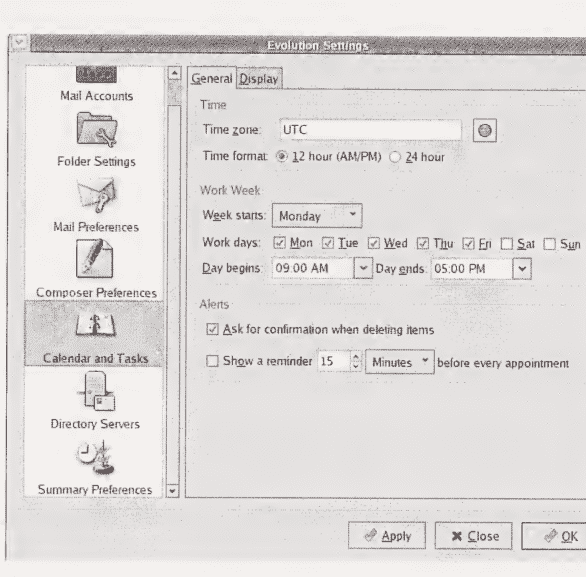 Evolution Settings
Mail Accounts
Folder Settings
Mail Preferences
Composer Preferences
Calendar and Tasks
Directory Servers
Summary Preferences
General Display
Time
Time zone: UTC
Time format: 12 hour (AM/PM) 24 hour
Work Week
Week starts: Monday
Work days: Mon Tue Wed Thu Fri Sat Sun
Day begins: 09:00 AM Day ends: 05:00 PM
Alerts
Ask for confirmation when deleting items
Show a reminder 15 Minutes before every appointment
Apply Close OK